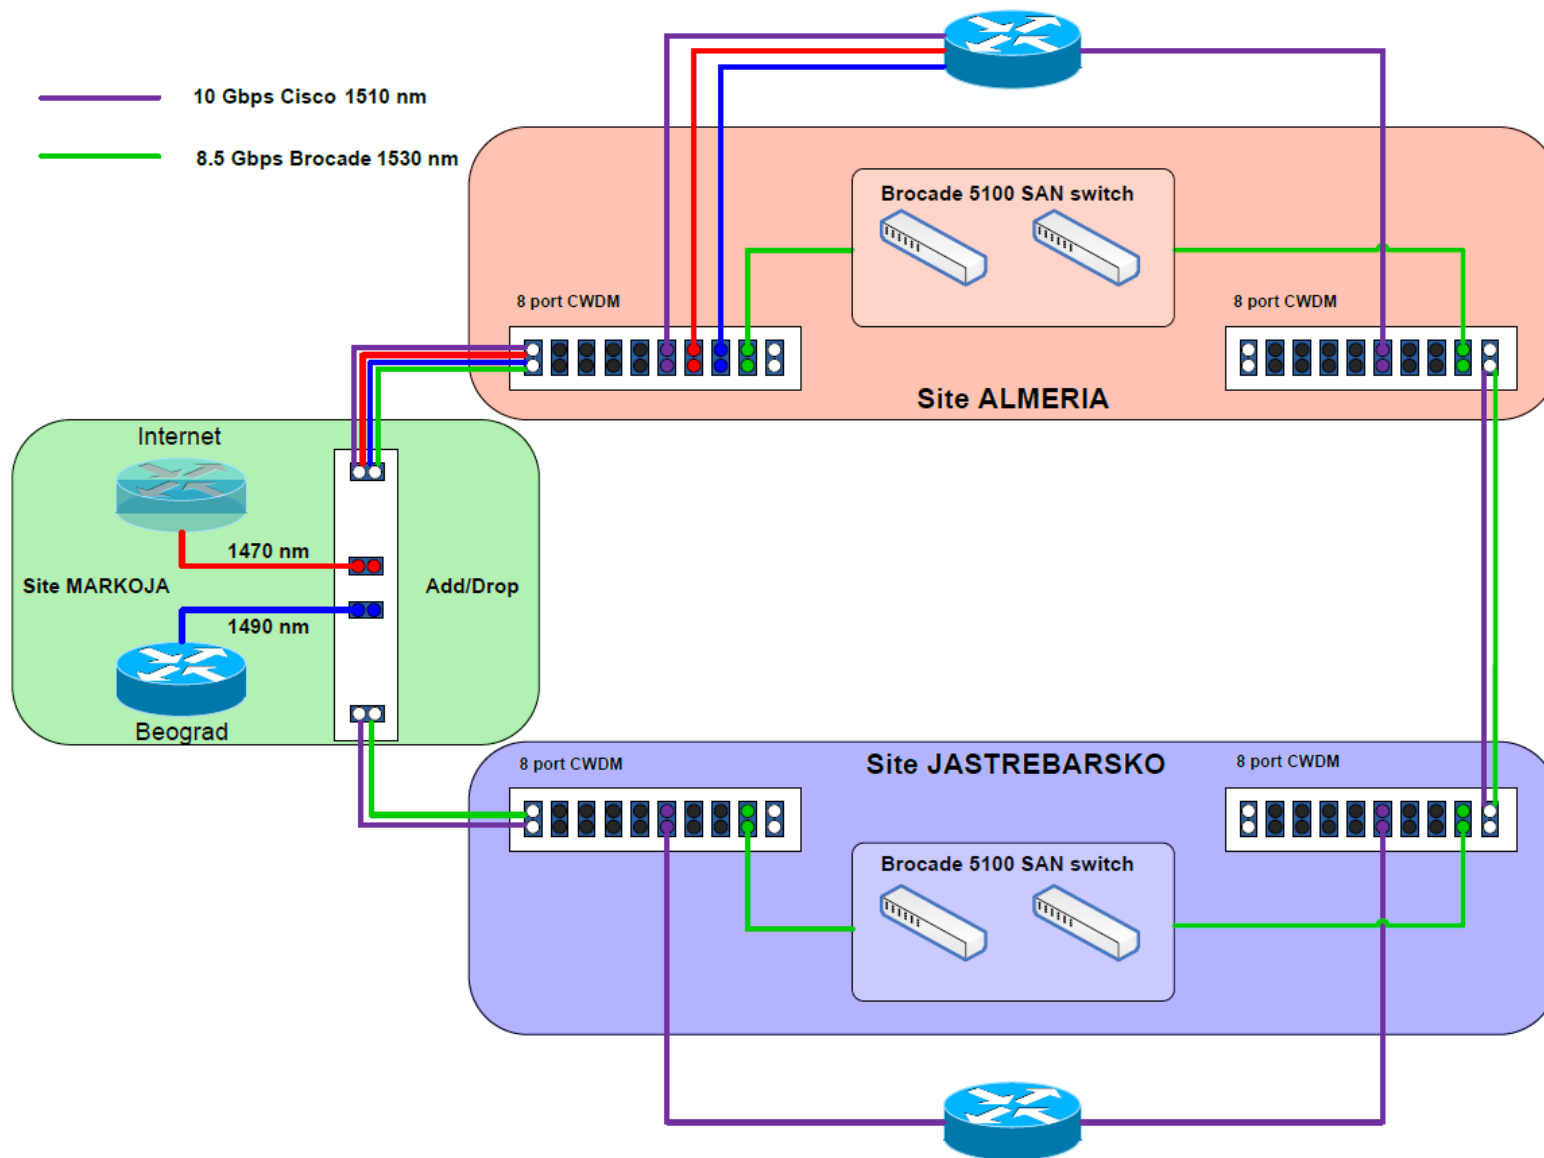 10 Gbps Cisco 1510 nm
8.5 Gbps Brocade 1530 nm
Brocade 5100 SAN switch
8 port CWDM
8 port CWDM
Site ALMERIA
Internet
1470 nm
Site MARKOJA
Add/Drop
1490 nm
Beograd
8 port CWDM
Site JASTREBARSKO
8 port CWDM
Brocade 5100 SAN switch